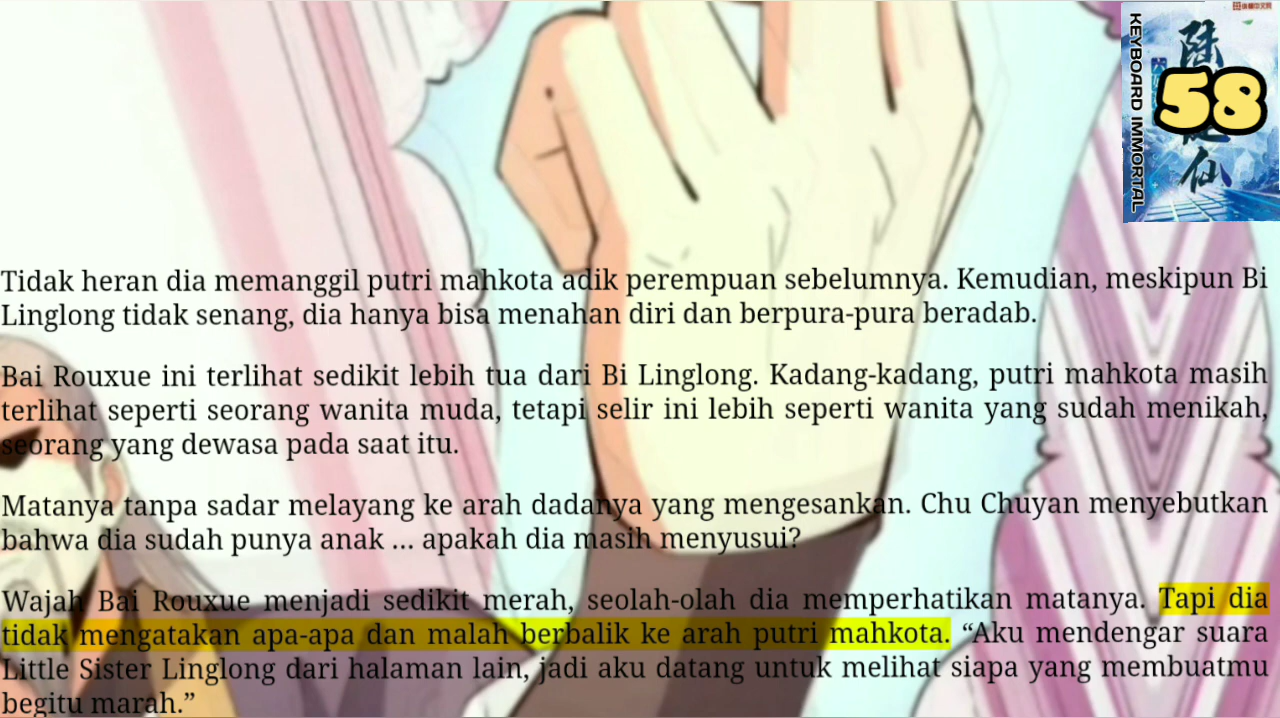 KEYBOARD IMMORTAL
58
仙
Tidak heran dia memanggil putri mahkota adik perempuan sebelumnya. Kemudian, meskipun Bi
Linglong tidak senang, dia hanya bisa menahan diri dan berpura-pura beradab.
Bai Rouxue ini terlihat sedikit lebih tua dari Bi Linglong. Kadang-kadang, putri mahkota masih
terlihat seperti seorang wanita muda, tetapi selir ini lebih seperti wanita yang sudah menikah,
seorang yang dewasa pada saat itu.
Matanya tanpa sadar melayang ke arah dadanya yang mengesankan. Chu Chuyan menyebutkan
bahwa dia sudah punya anak ... apakah dia masih menyusui?
Wajah Bai Rouxue menjadi sedikit merah, seolah-olah dia memperhatikan matanya. Tapi dia
tidak mengatakan apa-apa dan malah berbalik ke arah putri mahkota. “Aku mendengar suara
Little Sister Linglong dari halaman lain, jadi aku datang untuk melihat siapa yang membuatmu
begitu marah.”